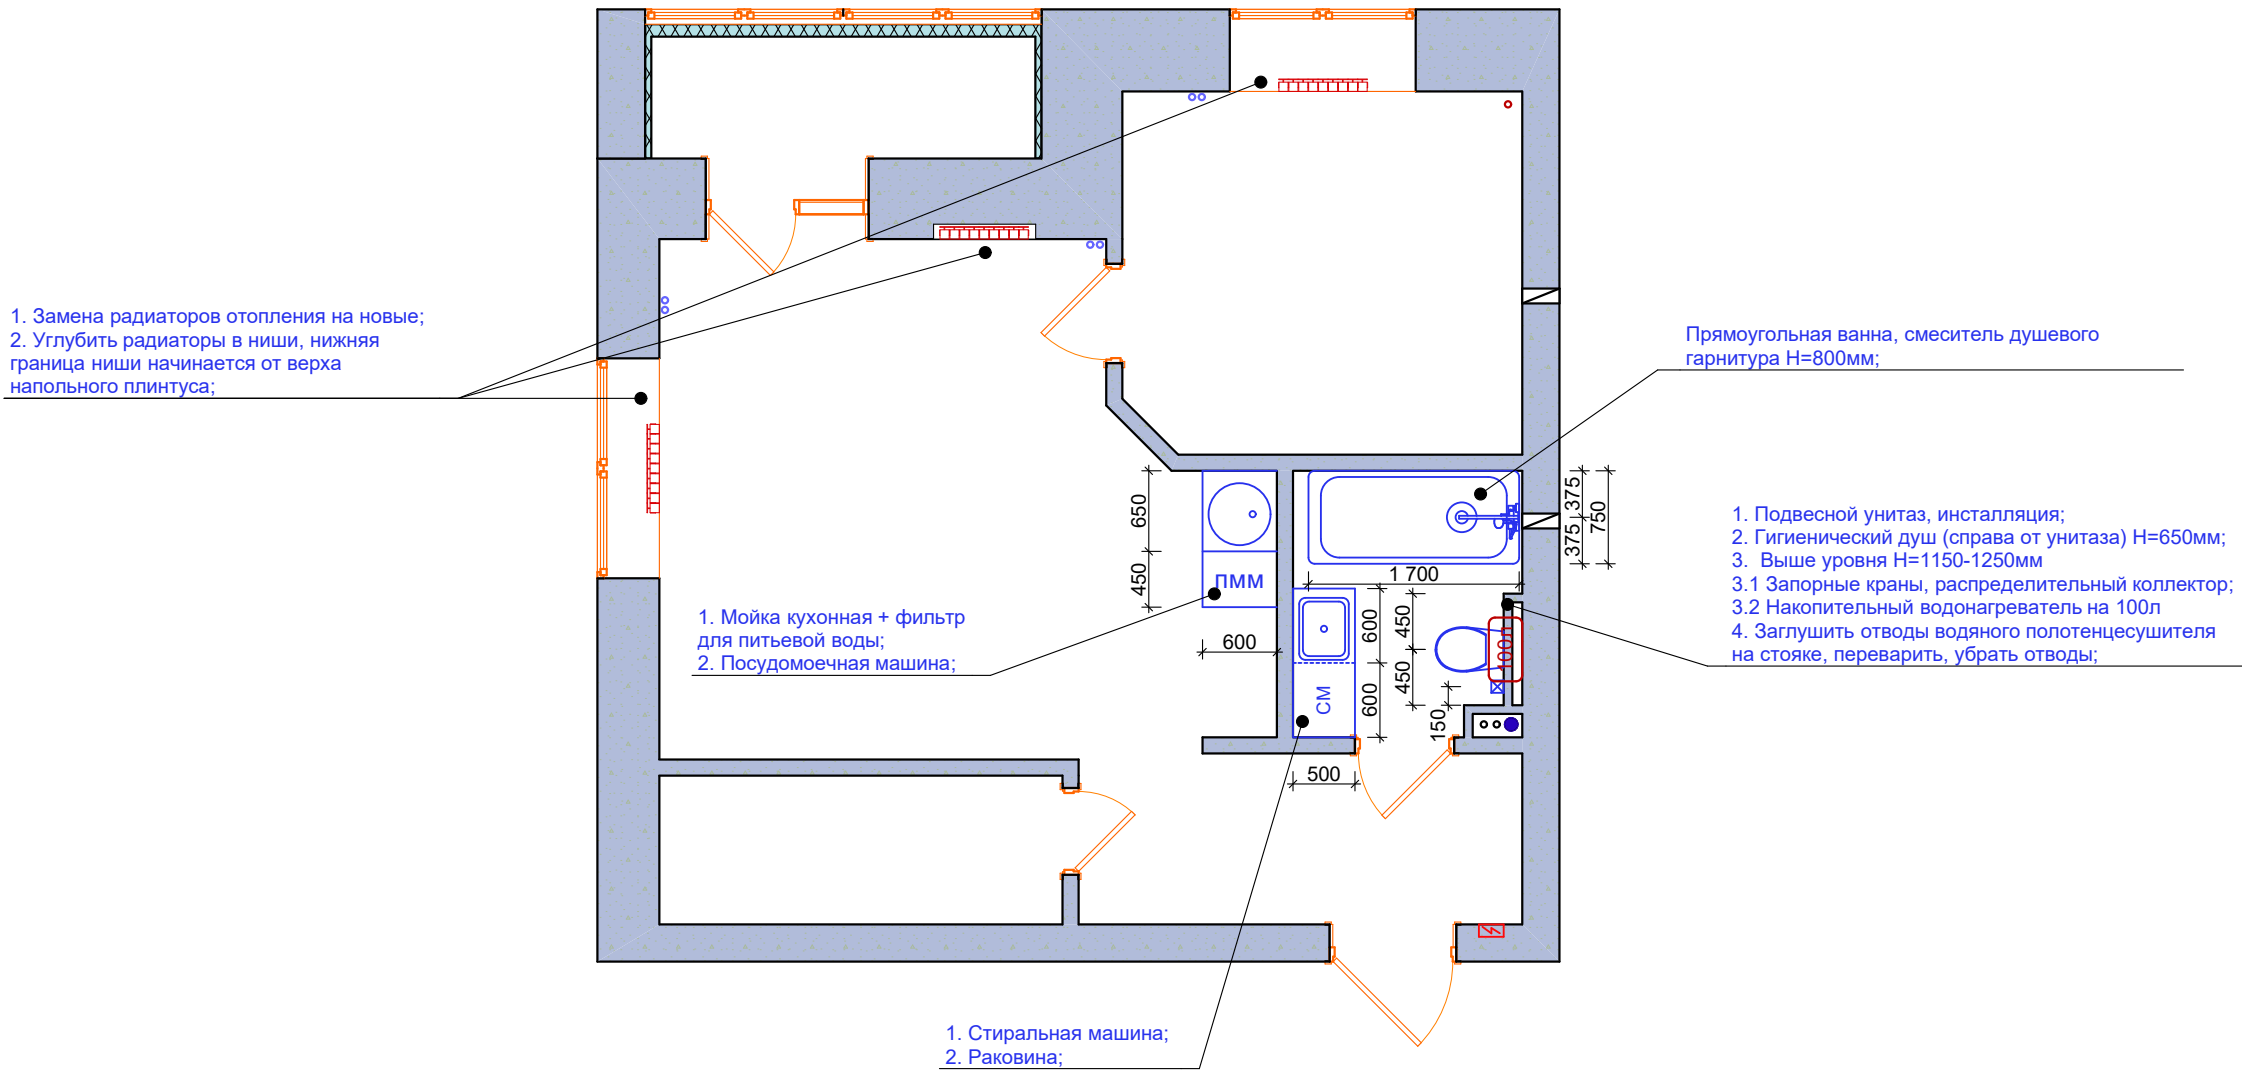 1. Замена радиаторов отопления на новые;
2. Углубить радиаторы в ниши, нижняя
граница ниши начинается от верха
напольного плинтуса;
Прямоугольная ванна, смеситель душевого
гарнитура Н=800мм;
1. Подвесной унитаз, инсталляция;
2. Гигиенический душ (справа от унитаза) Н=650мм;
3. Выше уровня Н=1150-1250мм
3.1 Запорные краны, распределительный коллектор;
3.2 Накопительный водонагреватель на 100л
4. Заглушить отводы водяного полотенцесушителя
на стояке, переварить, убрать отводы;
1. Мойка кухонная + фильтр
для питьевой воды;
2. Посудомоечная машина;
650
450
ПММ
600
375
375
750
1 700
600
600
450
450
150
100Л
СМ
500
1. Стиральная машина;
2. Раковина;